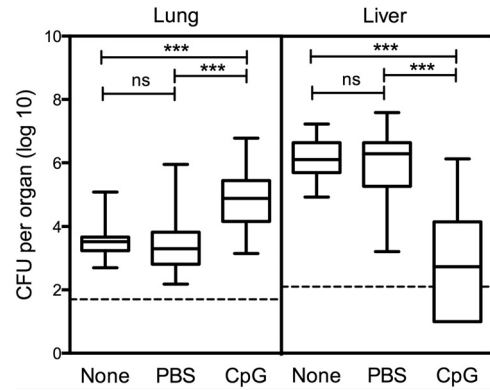 Lung Liver
CFU per organ (log 10)
10
8
6
4
2
0
***
***
ns
***
***
ns
None PBS CpG None PBS CpG